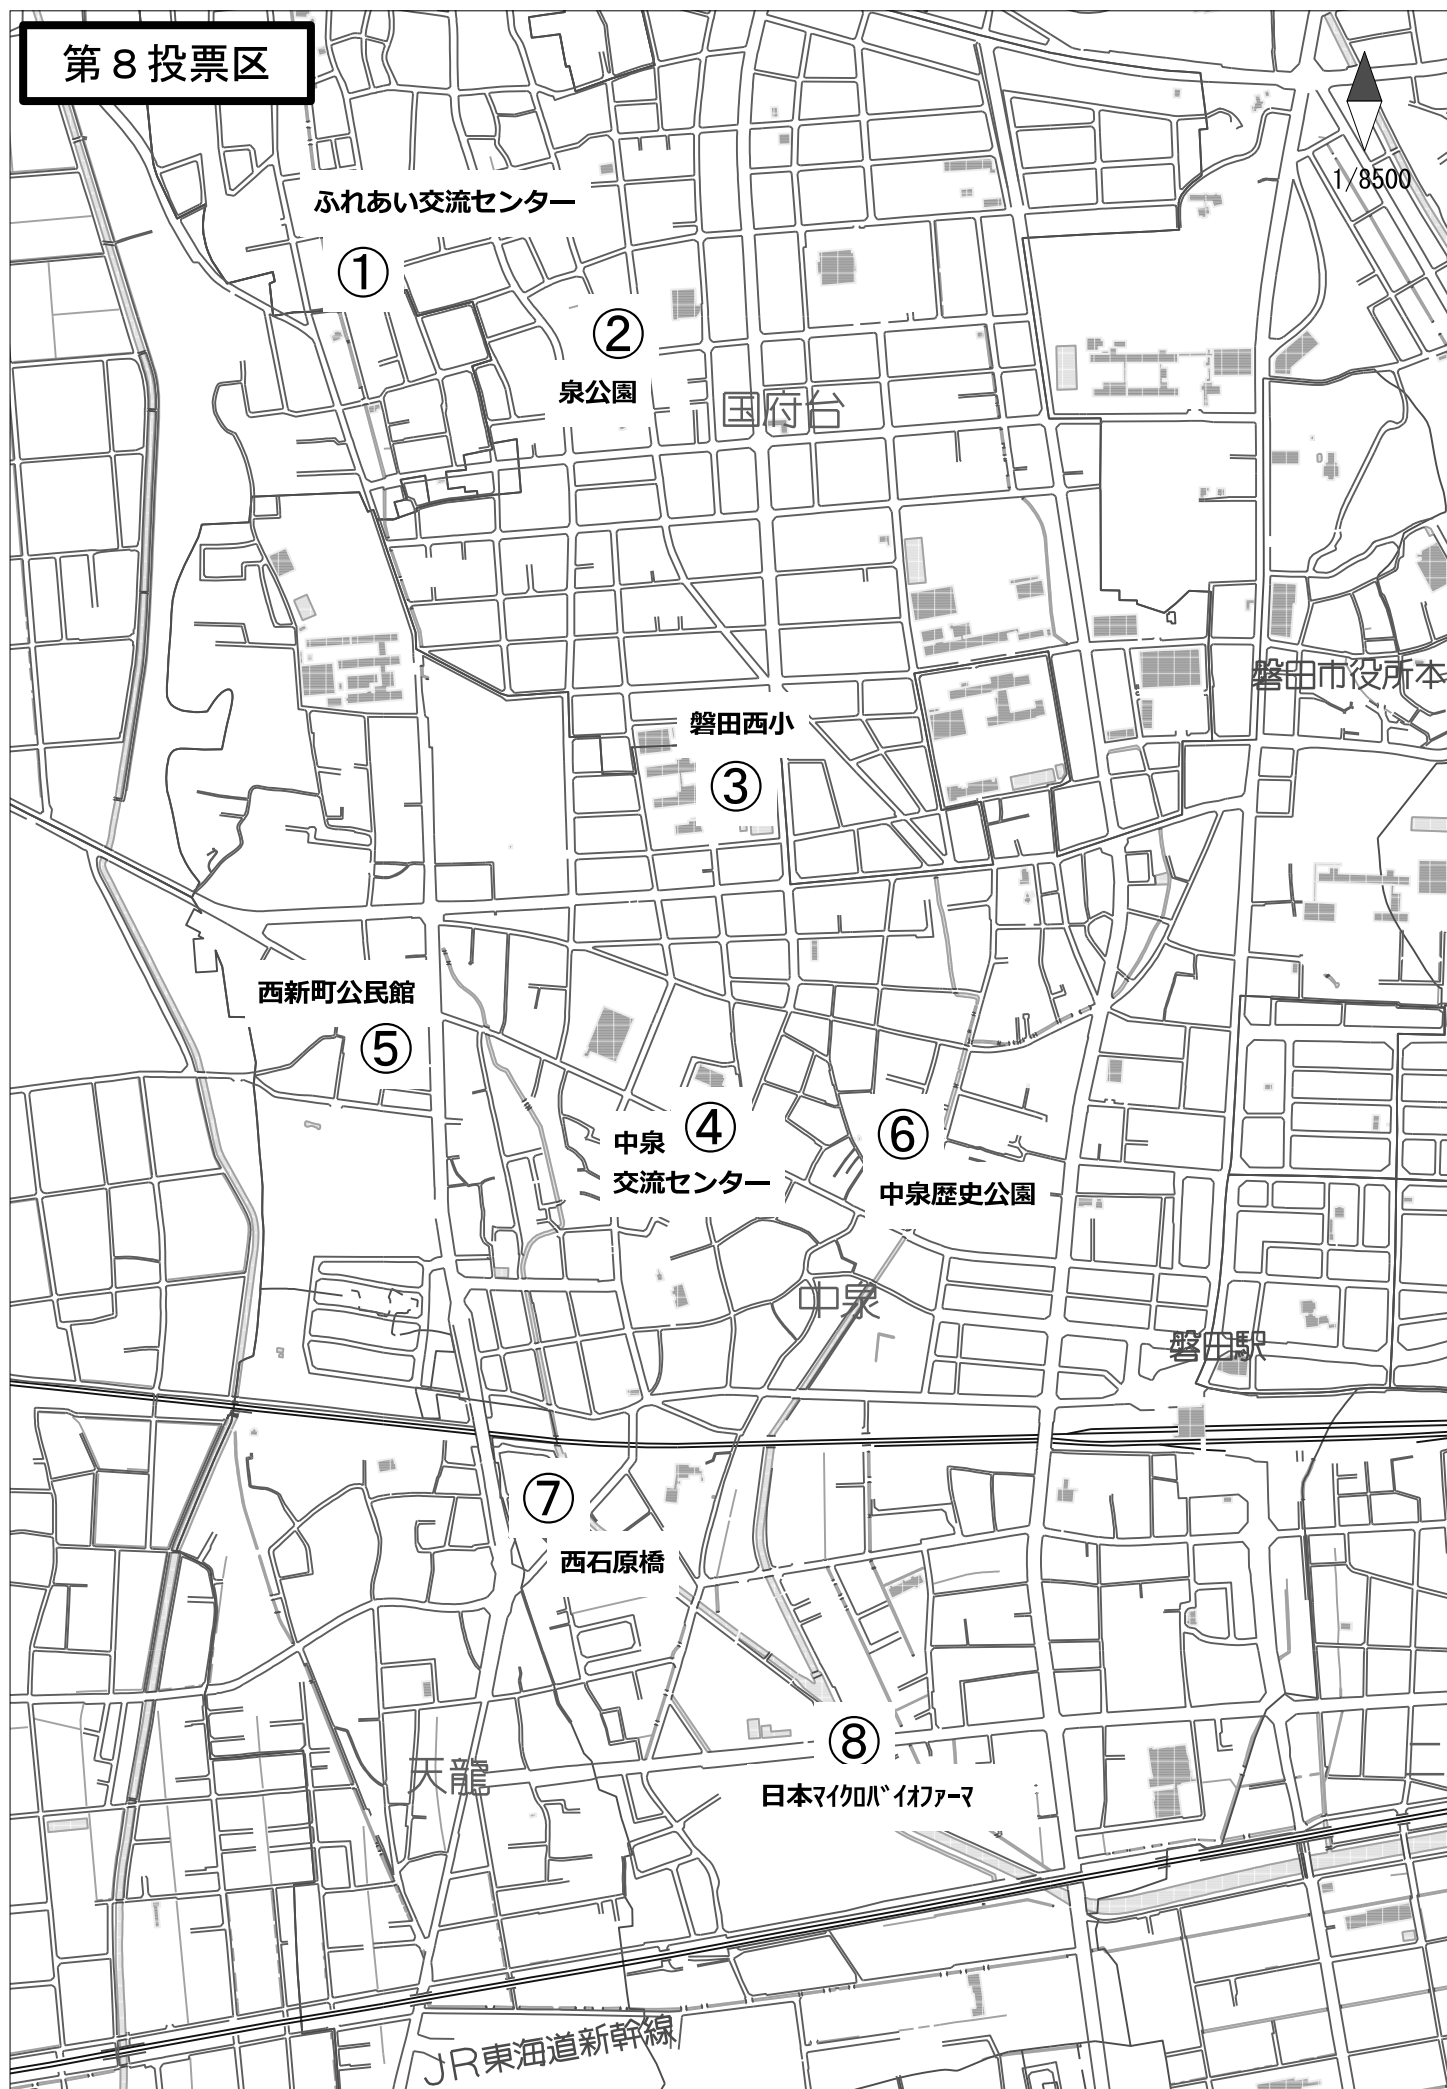 第８投票区
1/8500
ふれあい交流センター
①
②
泉公園
国府台
磐田市役所本
磐田西小
③
西新町公民館
⑤
④
中泉
交流センター
⑥
中泉歴史公園
中泉
磐田駅
⑦
西石原橋
⑧
天龍
日本ﾏｲｸﾛﾊﾞｲｵﾌｧｰﾏ
ＪＲ東海道新幹線